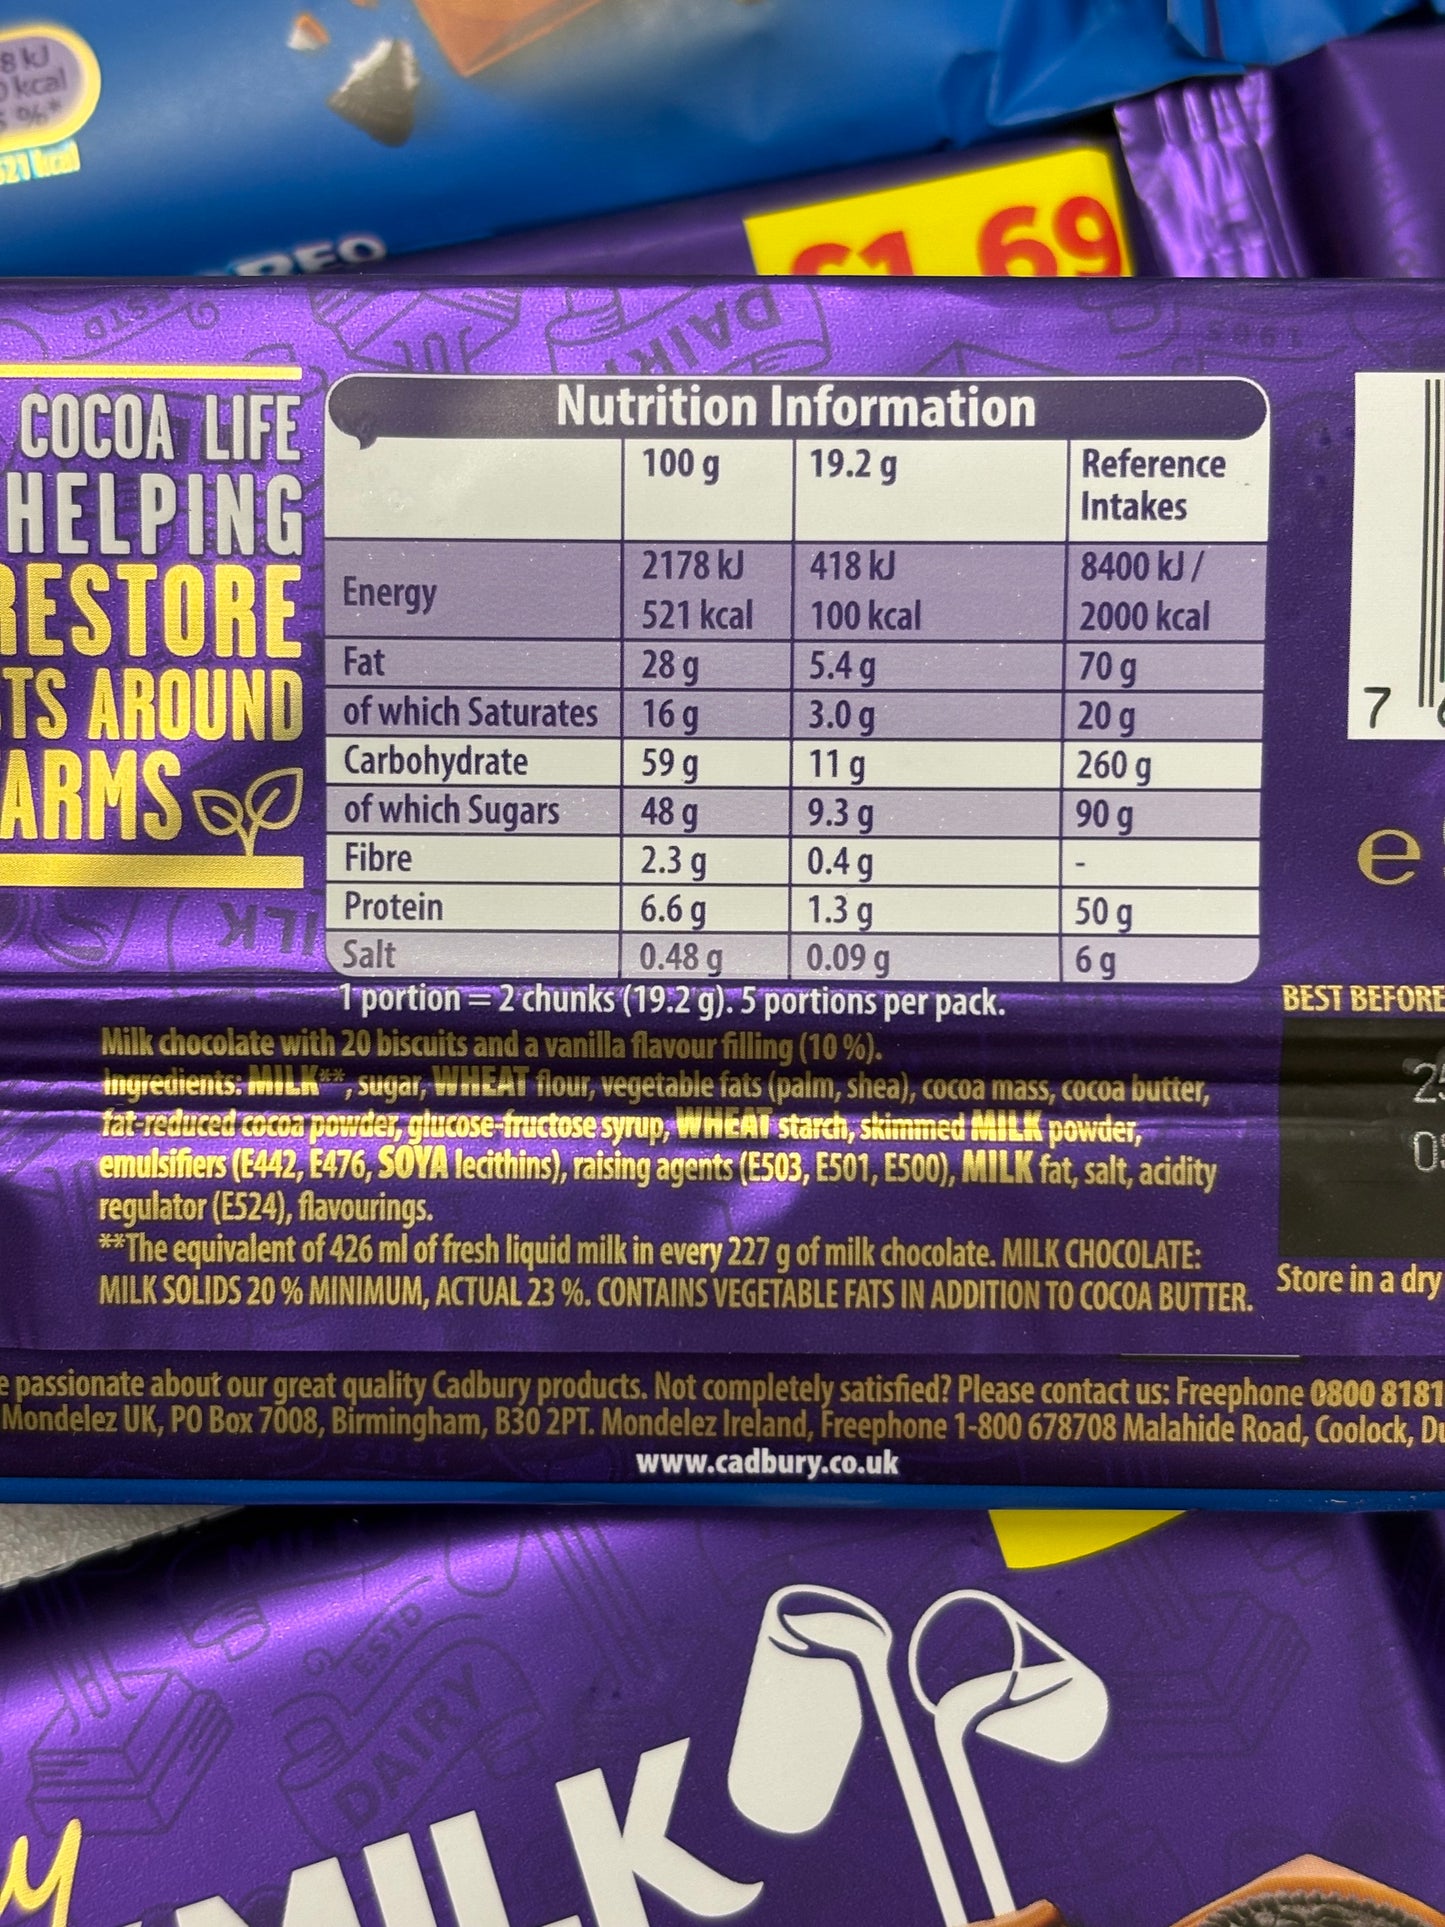 8 kJ
kcal
%*
521 kcal
OREO
£1.69
DAIRY
COCOA LIFE
HELPING
RESTORE
TS AROUND
ARMS
Nutrition Information
100 g 19.2 g Reference Intakes
Energy 2178 kJ 521 kcal 418 kJ 100 kcal 8400 kJ / 2000 kcal
Fat 28 g 5.4 g 70 g
of which Saturates 16 g 3.0 g 20 g
Carbohydrate 59 g 11 g 260 g
of which Sugars 48 g 9.3 g 90 g
Fibre 2.3 g 0.4 g -
Protein 6.6 g 1.3 g 50 g
Salt 0.48 g 0.09 g 6 g
1 portion = 2 chunks (19.2 g). 5 portions per pack.
7
e
BEST BEFORE
Milk chocolate with 20 biscuits and a vanilla flavour filling (10 %).
Ingredients: MILK**, sugar, WHEAT flour, vegetable fats (palm, shea), cocoa mass, cocoa butter,
fat-reduced cocoa powder, glucose-fructose syrup, WHEAT starch, skimmed MILK powder,
emulsifiers (E442, E476, SOYA lecithins), raising agents (E503, E501, E500), MILK fat, salt, acidity
regulator (E524), flavourings.
**The equivalent of 426 ml of fresh liquid milk in every 227 g of milk chocolate. MILK CHOCOLATE:
MILK SOLIDS 20 % MINIMUM, ACTUAL 23 %. CONTAINS VEGETABLE FATS IN ADDITION TO COCOA BUTTER.
Store in a dry
e passionate about our great quality Cadbury products. Not completely satisfied? Please contact us: Freephone 0800 8181
Mondelez UK, PO Box 7008, Birmingham, B30 2PT. Mondelez Ireland, Freephone 1-800 678708 Malahide Road, Coolock, Du
www.cadbury.co.uk
ESTD
DAIRY
MILK